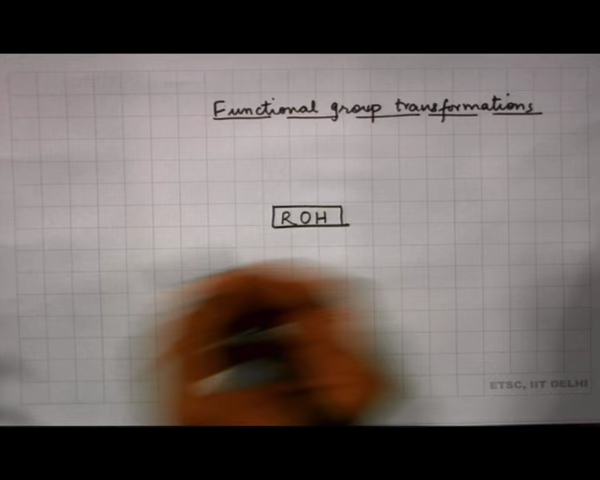 Functional group transformations
ROH
ETSC, IIT DELHI